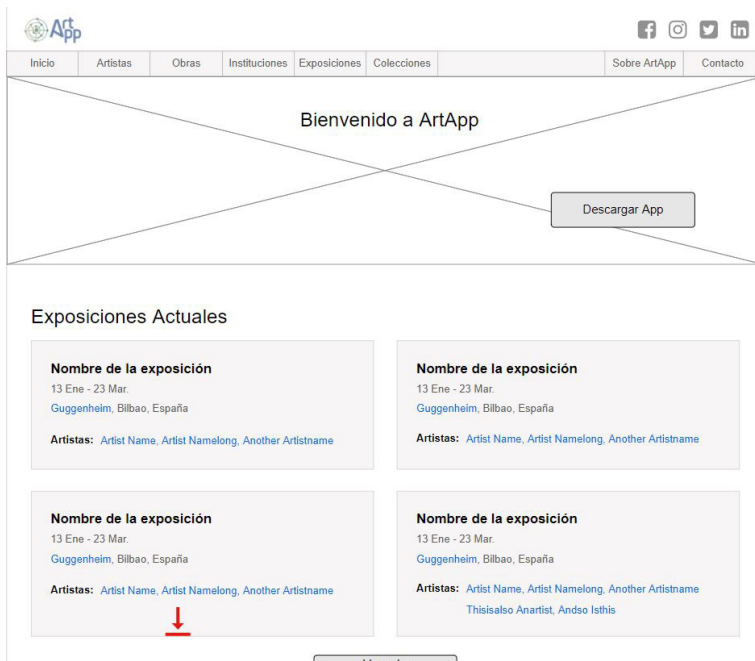 Art
App
Inicio Artistas Obras Instituciones Exposiciones Colecciones Sobre ArtApp Contacto
Bienvenido a ArtApp
Descargar App
Exposiciones Actuales
Nombre de la exposición
13 Ene - 23 Mar.
Guggenheim, Bilbao, España
Artistas: Artist Name, Artist Namelong, Another Artistname
Nombre de la exposición
13 Ene - 23 Mar.
Guggenheim, Bilbao, España
Artistas: Artist Name, Artist Namelong, Another Artistname
Nombre de la exposición
13 Ene - 23 Mar.
Guggenheim, Bilbao, España
Artistas: Artist Name, Artist Namelong, Another Artistname
Nombre de la exposición
13 Ene - 23 Mar.
Guggenheim, Bilbao, España
Artistas: Artist Name, Artist Namelong, Another Artistname
Thisisalso Anartist, Andso Isthis